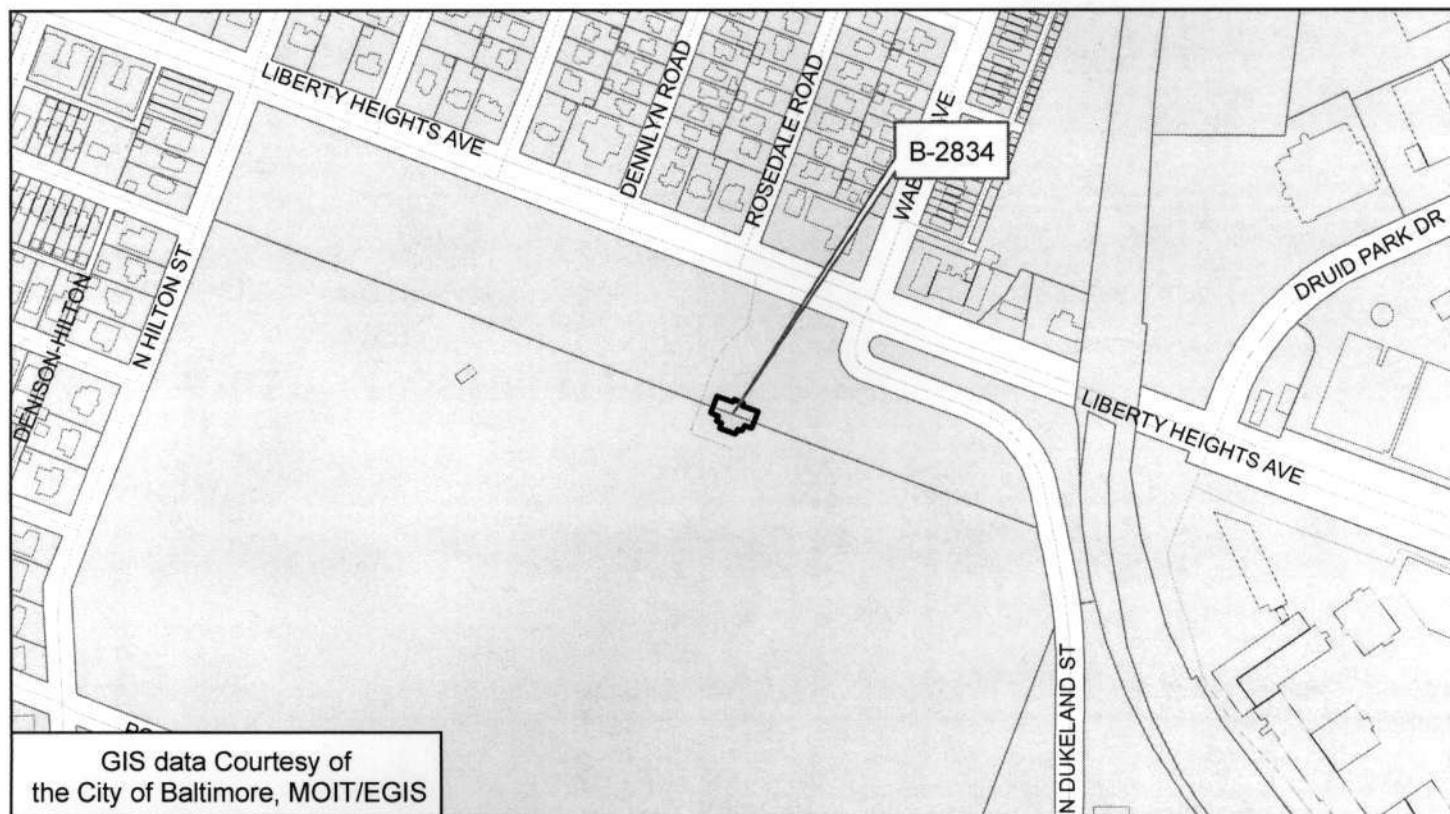 LIBERTY HEIGHTS AVE
DENNLYN ROAD
ROSEDALE ROAD
B-2834
DRUID PARK DR
N HILTON ST
DENISON-HILTON
LIBERTY HEIGHTS AVE
N DUKELAND ST
GIS data Courtesy of
the City of Baltimore, MOIT/EGIS